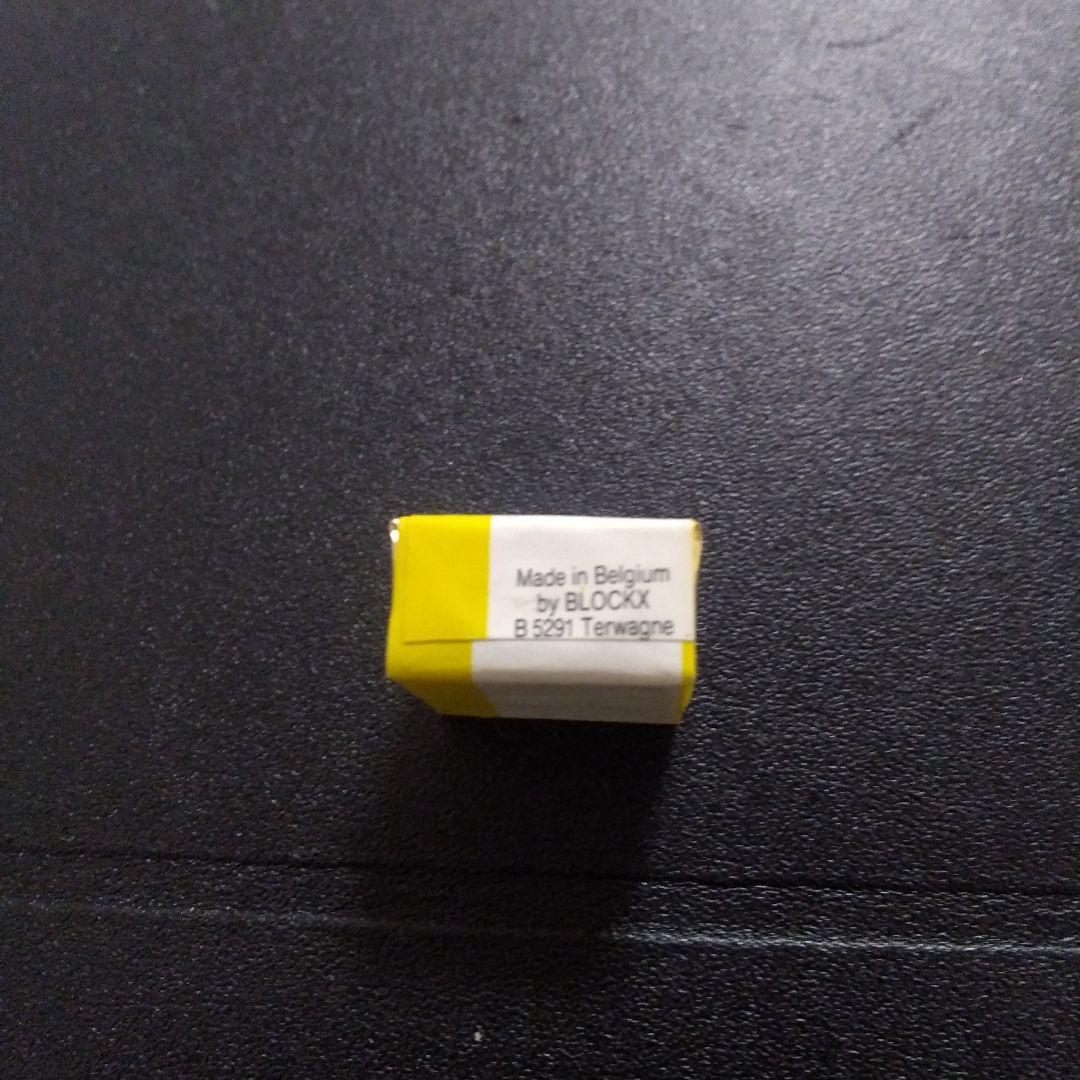 Made in Belgium
by BLOCKX
B 5291 Terwagne